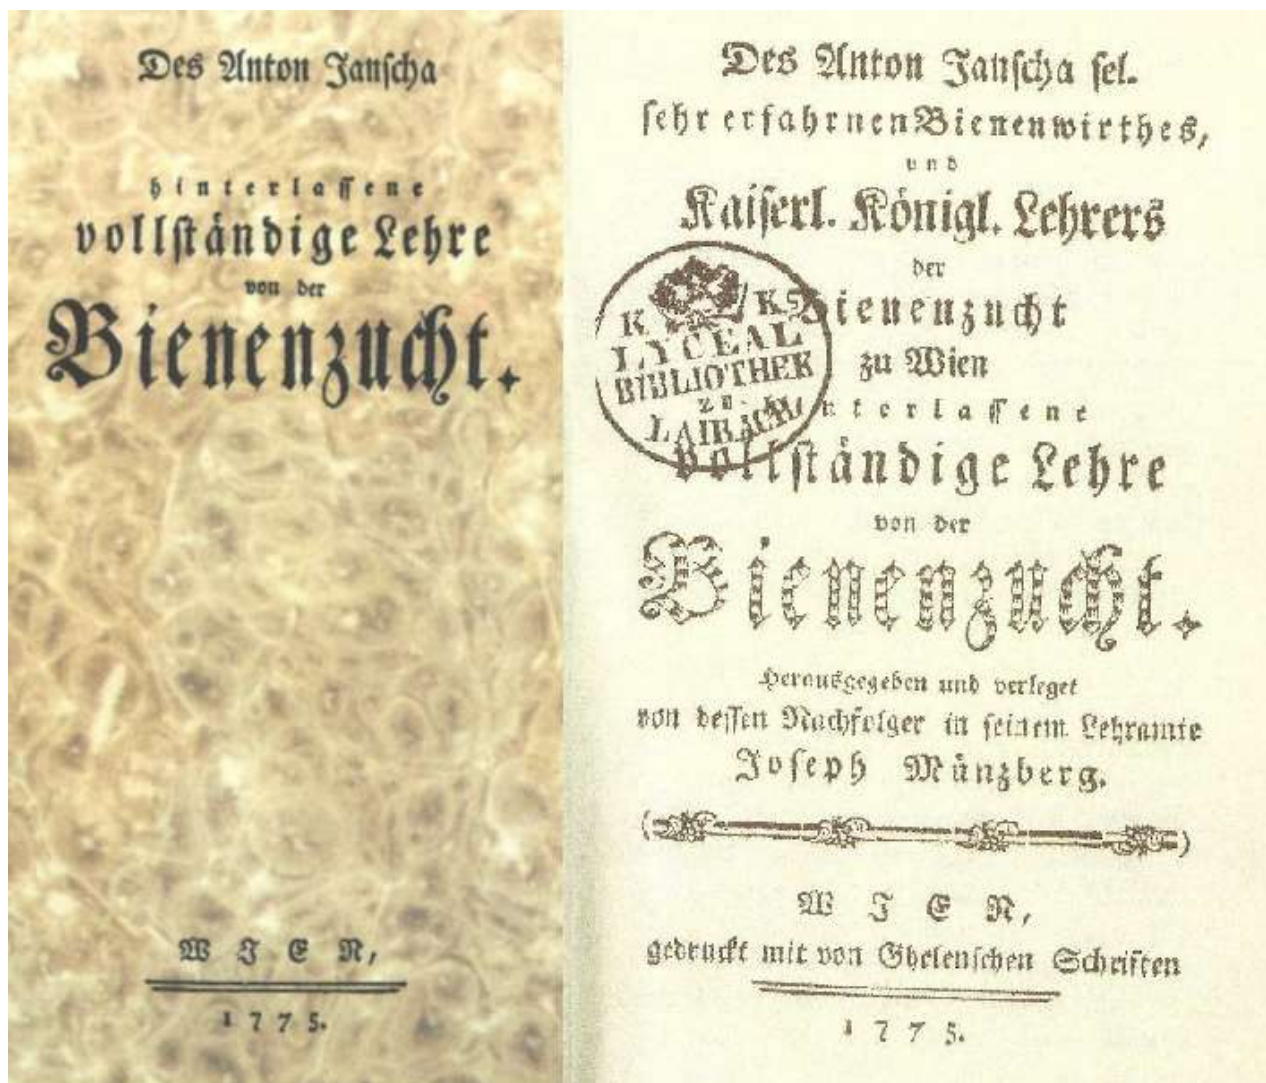 Des Anton Janscha
hinterlassene
vollständige Lehre
von der
Bienenzucht.
WIEN,
1775.
Des Anton Janscha sel.
sehr erfahrnen Bienenwirthes,
und
Kaiserl. Königl. Lehrers
der
Bienenzucht
zu Wien
hinterlassene
vollständige Lehre
von der
Bienenzucht.
Herausgegeben und verleget
von dessen Nachfolger in seinem Lehramte
Joseph Münzberg.
WIEN,
gedruckt mit von Ghelenschen Schriften
1775.
K K
LYCEAL
BIBLIOTHEK
ZU
LAIBACH